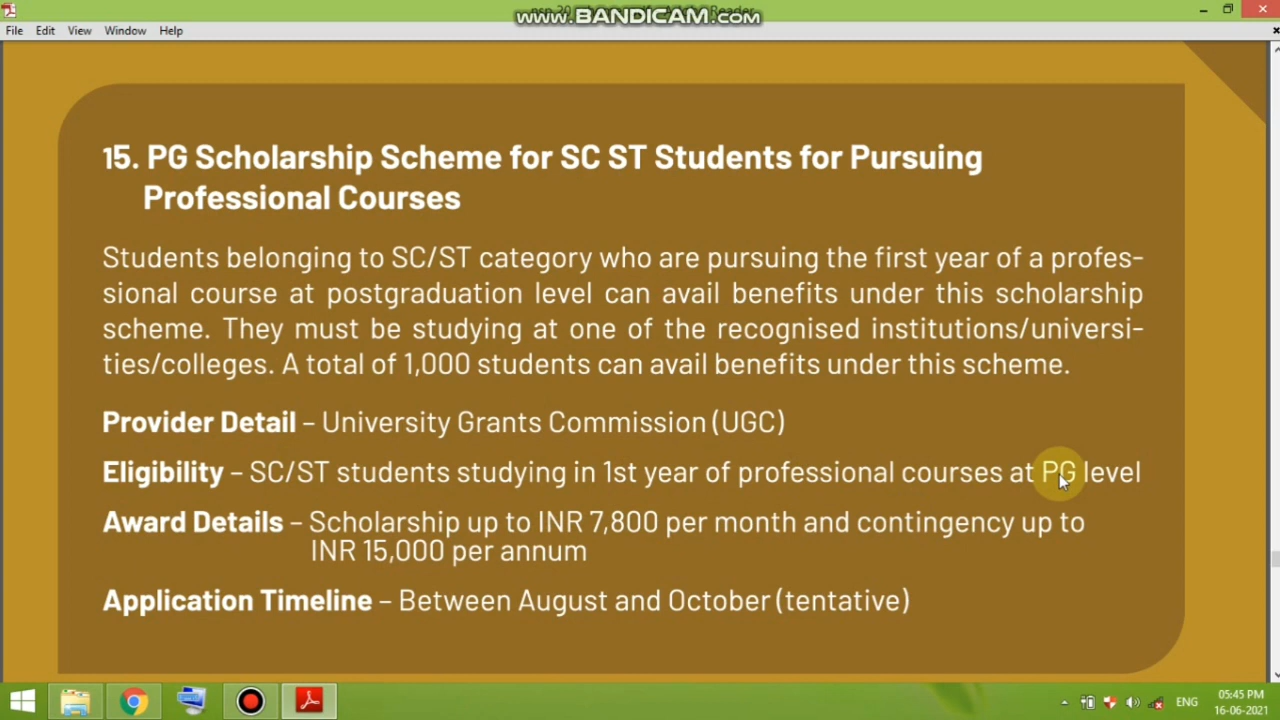 www.BANDICAM.com
File Edit View Window Help
15. PG Scholarship Scheme for SC ST Students for Pursuing
Professional Courses
Students belonging to SC/ST category who are pursuing the first year of a profes-
sional course at postgraduation level can avail benefits under this scholarship
scheme. They must be studying at one of the recognised institutions/universi-
ties/colleges. A total of 1,000 students can avail benefits under this scheme.
Provider Detail – University Grants Commission (UGC)
Eligibility – SC/ST students studying in 1st year of professional courses at PG level
Award Details – Scholarship up to INR 7,800 per month and contingency up to
INR 15,000 per annum
Application Timeline – Between August and October (tentative)
ENG
05:45 PM
16-06-2021